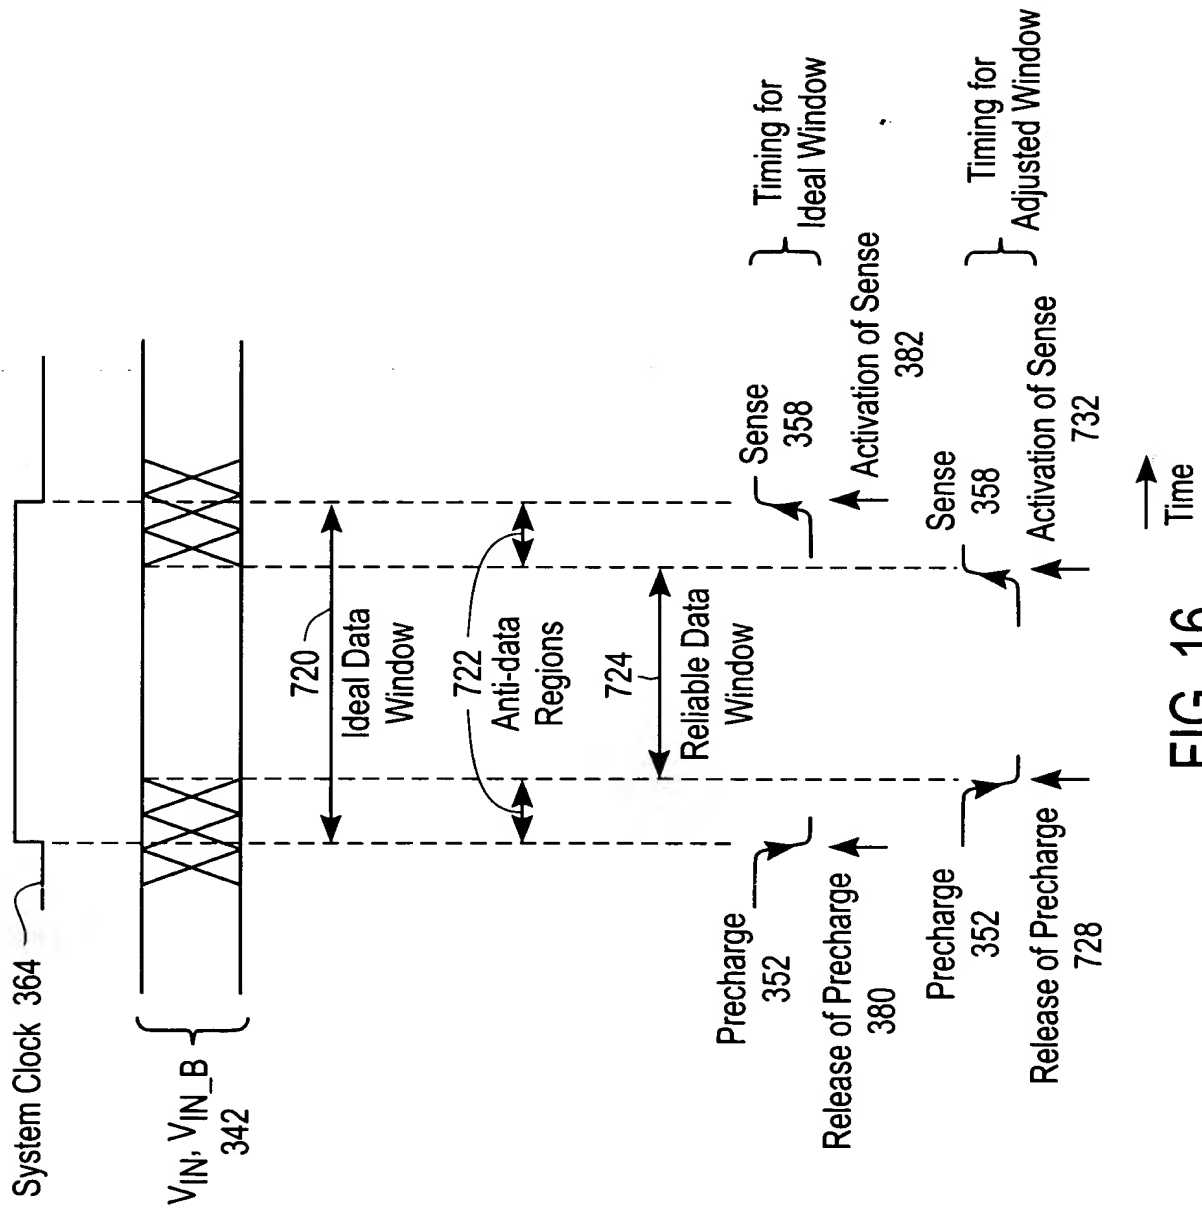 System Clock 364
VIN, VIN_B
342
720
Ideal Data
Window
722
Anti-data
Regions
724
Reliable Data
Window
Precharge
352
Release of Precharge
380
Sense
358
Activation of Sense
382
Timing for
Ideal Window
Precharge
352
Release of Precharge
728
Sense
358
Activation of Sense
732
Timing for
Adjusted Window
Time
FIG. 16